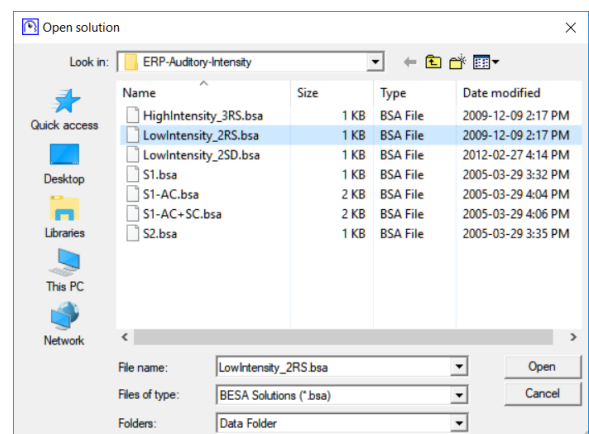 Open solution
Look in: ERP-Auditory-Intensity
Name Size Type Date modified
HighIntensity_3RS.bsa 1 KB BSA File 2009-12-09 2:17 PM
LowIntensity_2RS.bsa 1 KB BSA File 2009-12-09 2:17 PM
LowIntensity_2SD.bsa 1 KB BSA File 2012-02-27 4:14 PM
S1.bsa 1 KB BSA File 2005-03-29 3:32 PM
S1-AC.bsa 2 KB BSA File 2005-03-29 4:04 PM
S1-AC+SC.bsa 2 KB BSA File 2005-03-29 4:06 PM
S2.bsa 1 KB BSA File 2005-03-29 3:35 PM
Quick access
Desktop
Libraries
This PC
Network
File name: LowIntensity_2RS.bsa Open
Files of type: BESA Solutions (*.bsa) Cancel
Folders: Data Folder